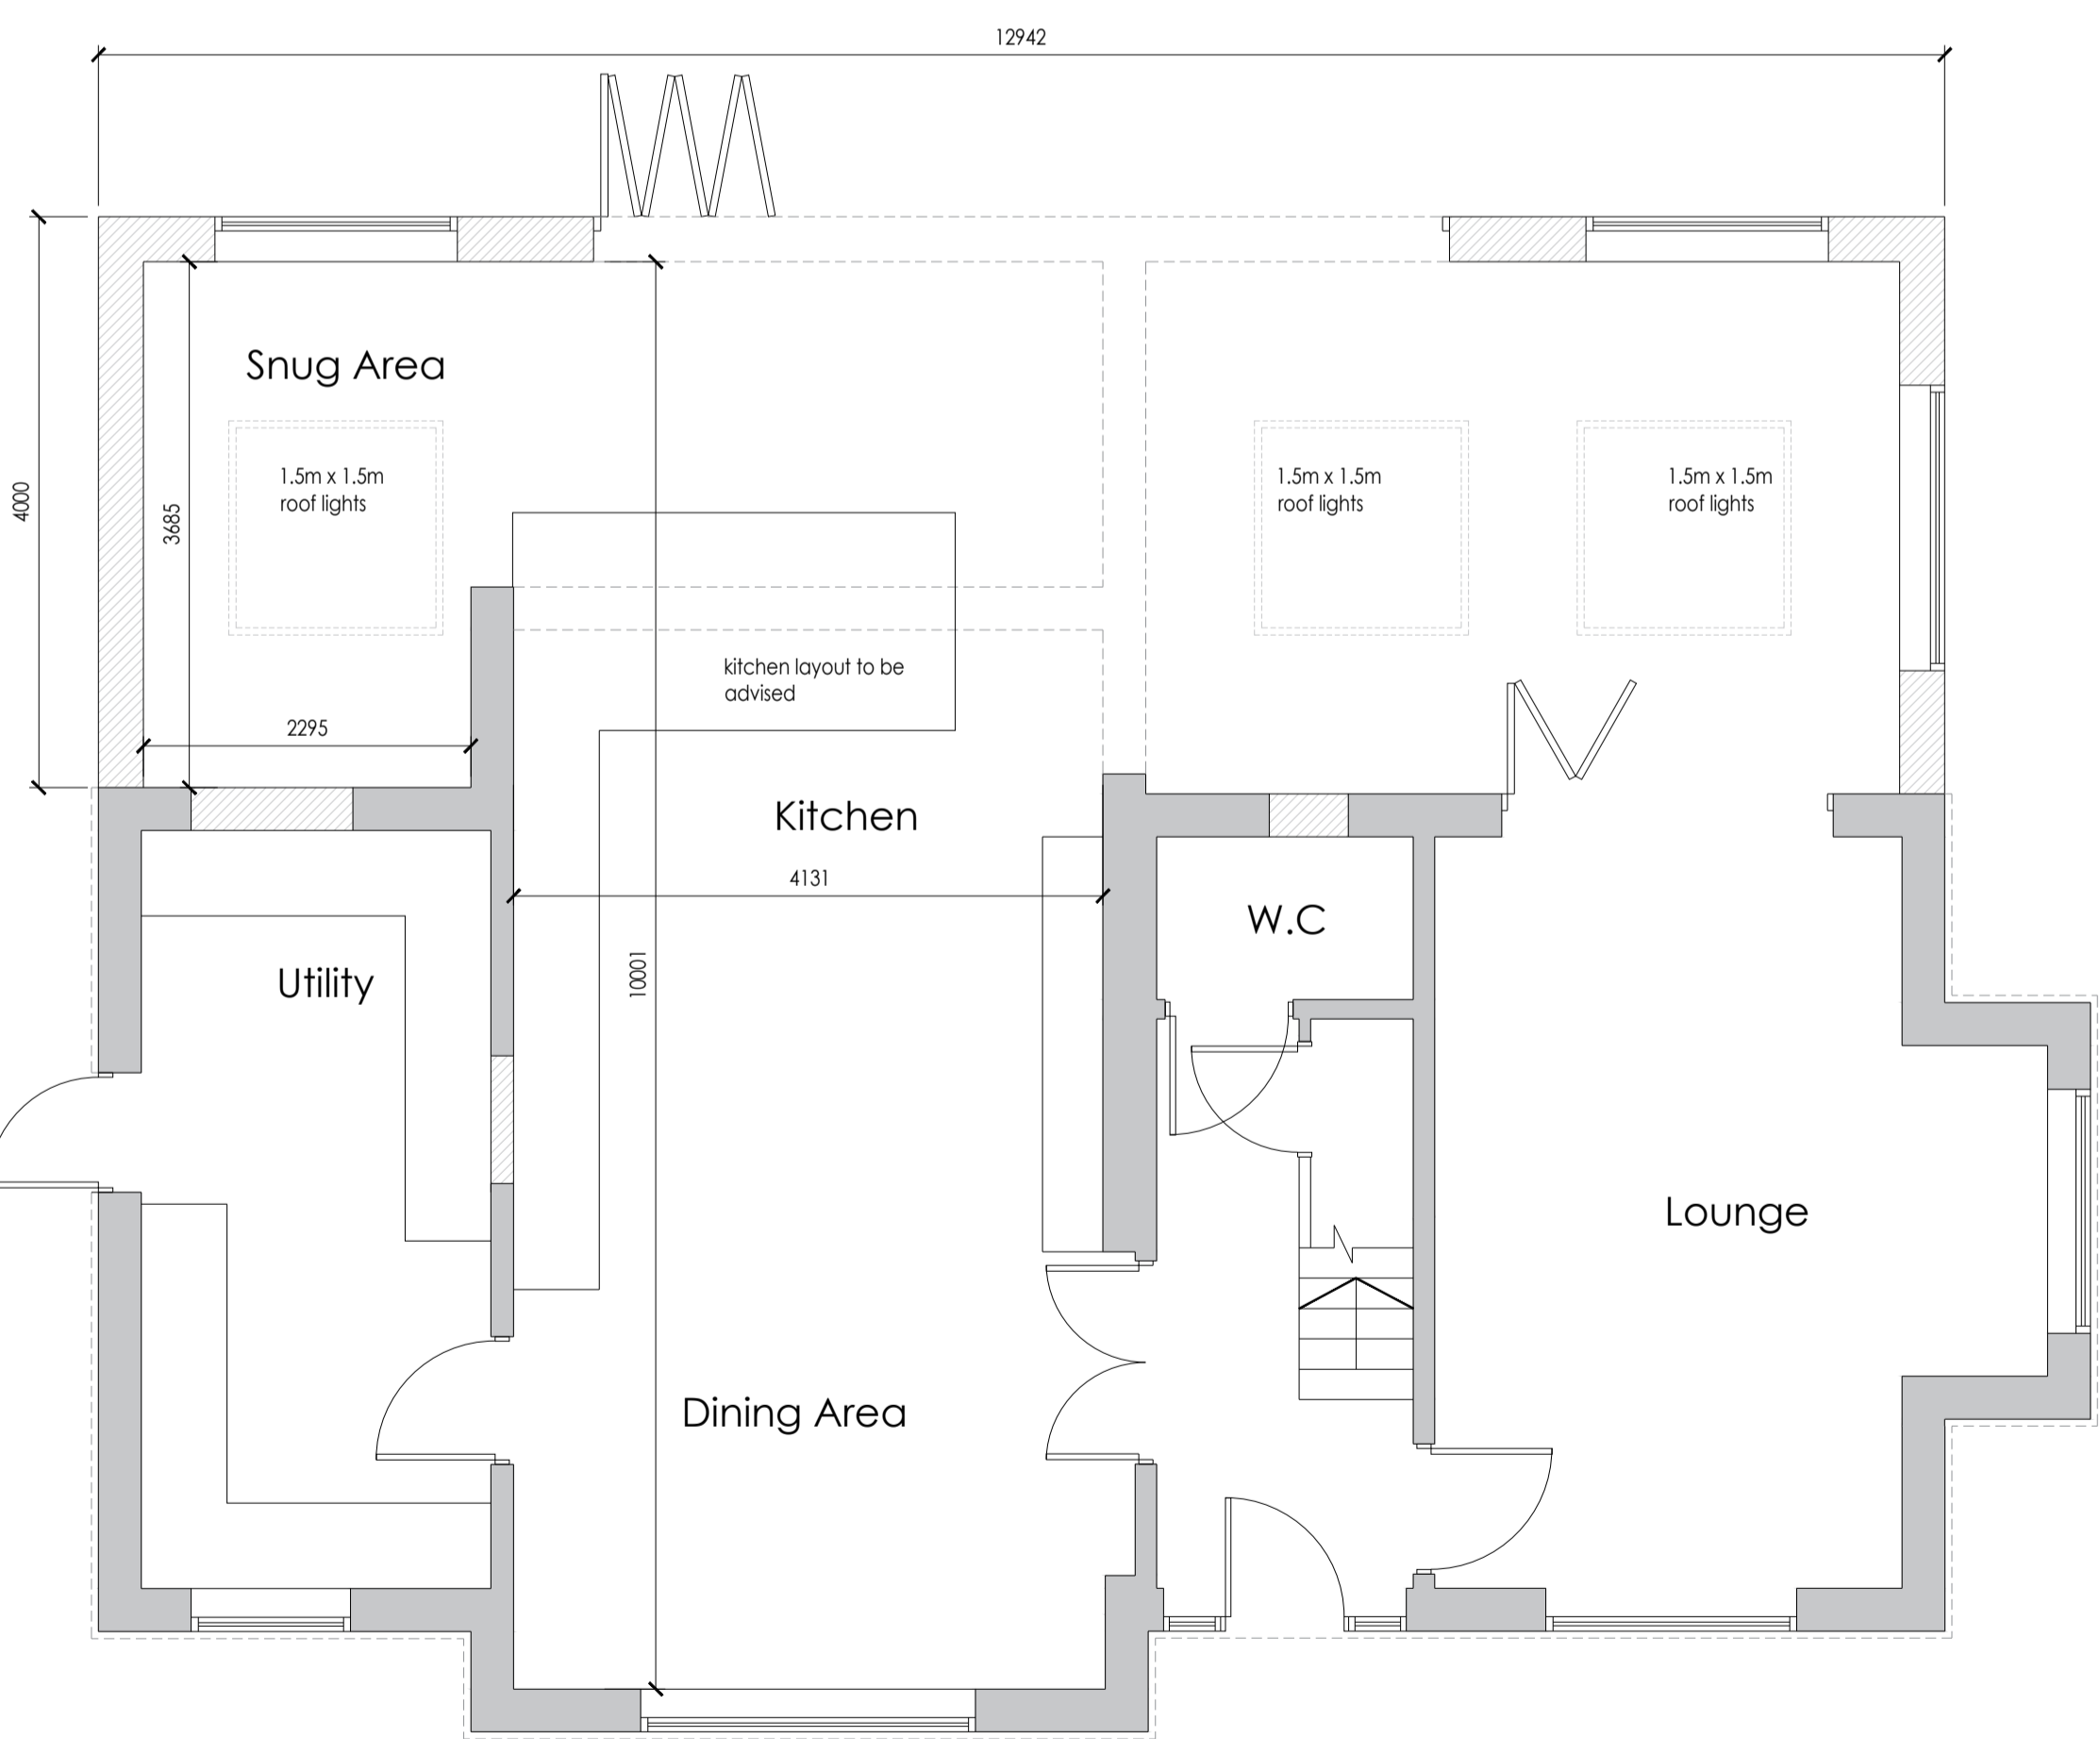 12942
Snug Area
1.5m x 1.5m
roof lights
1.5m x 1.5m
roof lights
1.5m x 1.5m
roof lights
4000
3685
kitchen layout to be
advised
2295
Kitchen
4131
W.C
10001
Utility
Lounge
Dining Area